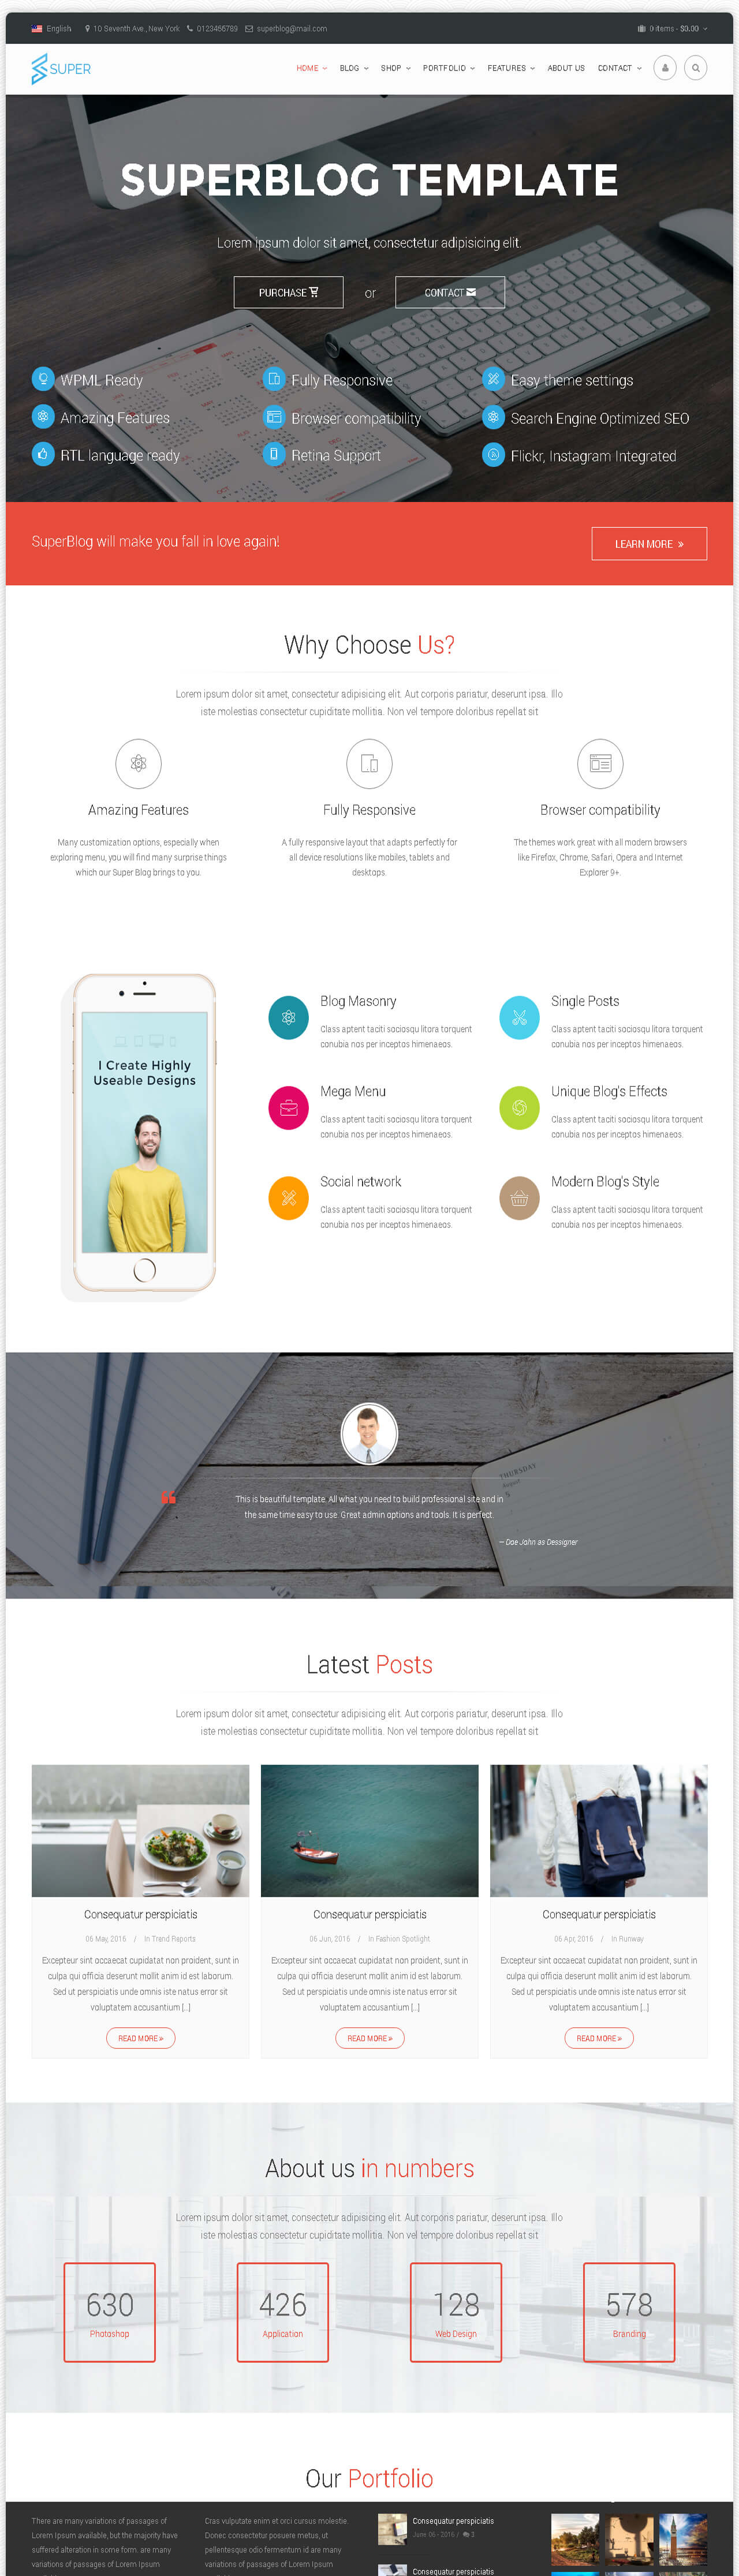 English 10 Seventh Ave., New York 0123456789 superblog@mail.com 0 items - $0.00
SUPER HOME BLOG SHOP PORTFOLIO FEATURES ABOUT US CONTACT
SUPERBLOG TEMPLATE
Lorem ipsum dolor sit amet, consectetur adipisicing elit.
PURCHASE or CONTACT
WPML Ready Fully Responsive Easy theme settings
Amazing Features Browser compatibility Search Engine Optimized SEO
RTL language ready Retina Support Flickr, Instagram Integrated
SuperBlog will make you fall in love again! LEARN MORE »
Why Choose Us?
Lorem ipsum dolor sit amet, consectetur adipisicing elit. Aut corporis pariatur, deserunt ipsa. Illo
iste molestias consectetur cupiditate mollitia. Non vel tempore doloribus repellat sit
Amazing Features
Many customization options, especially when
exploring menu, you will find many surprise things
which our Super Blog brings to you.
Fully Responsive
A fully responsive layout that adapts perfectly for
all device resolutions like mobiles, tablets and
desktops.
Browser compatibility
The themes work great with all modern browsers
like Firefox, Chrome, Safari, Opera and Internet
Explorer 9+.
I Create Highly
Useable Designs
Blog Masonry
Class aptent taciti sociosqu litora torquent
conubia nos per inceptos himenaeos.
Single Posts
Class aptent taciti sociosqu litora torquent
conubia nos per inceptos himenaeos.
Mega Menu
Class aptent taciti sociosqu litora torquent
conubia nos per inceptos himenaeos.
Unique Blog's Effects
Class aptent taciti sociosqu litora torquent
conubia nos per inceptos himenaeos.
Social network
Class aptent taciti sociosqu litora torquent
conubia nos per inceptos himenaeos.
Modern Blog's Style
Class aptent taciti sociosqu litora torquent
conubia nos per inceptos himenaeos.
THURSDAY
August
This is beautiful template. All what you need to build professional site and in
the same time easy to use. Great admin options and tools. It is perfect.
— Doe John as Dessigner
Latest Posts
Lorem ipsum dolor sit amet, consectetur adipisicing elit. Aut corporis pariatur, deserunt ipsa. Illo
iste molestias consectetur cupiditate mollitia. Non vel tempore doloribus repellat sit
Consequatur perspiciatis
06 May, 2016 / In Trend Reports
Excepteur sint occaecat cupidatat non proident, sunt in
culpa qui officia deserunt mollit anim id est laborum.
Sed ut perspiciatis unde omnis iste natus error sit
voluptatem accusantium [...]
READ MORE »
Consequatur perspiciatis
06 Jun, 2016 / In Fashion Spotlight
Excepteur sint occaecat cupidatat non proident, sunt in
culpa qui officia deserunt mollit anim id est laborum.
Sed ut perspiciatis unde omnis iste natus error sit
voluptatem accusantium [...]
READ MORE »
Consequatur perspiciatis
06 Apr, 2016 / In Runway
Excepteur sint occaecat cupidatat non proident, sunt in
culpa qui officia deserunt mollit anim id est laborum.
Sed ut perspiciatis unde omnis iste natus error sit
voluptatem accusantium [...]
READ MORE »
About us in numbers
Lorem ipsum dolor sit amet, consectetur adipisicing elit. Aut corporis pariatur, deserunt ipsa. Illo
iste molestias consectetur cupiditate mollitia. Non vel tempore doloribus repellat sit
630 426 128 578
Photoshop Application Web Design Branding
Our Portfolio
There are many variations of passages of
Lorem Ipsum available, but the majority have
suffered alteration in some form. are many
variations of passages of Lorem Ipsum
Cras vulputate enim et orci cursus molestie.
Donec consectetur posuere metus, ut
pellentesque odio fermentum id are many
variations of passages of Lorem Ipsum
Consequatur perspiciatis
June 06 - 2016 / 3
Consequatur perspiciatis